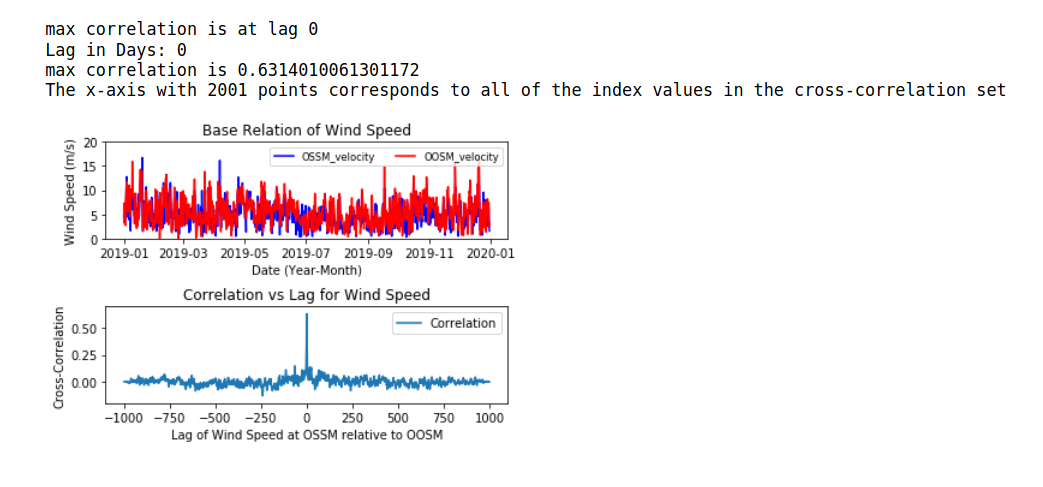 max correlation is at lag 0
Lag in Days: 0
max correlation is 0.6314010061301172
The x-axis with 2001 points corresponds to all of the index values in the cross-correlation set
Base Relation of Wind Speed
Wind Speed (m/s)
20
15
10
5
0
OSSM_velocity
OOSM_velocity
2019-01 2019-03 2019-05 2019-07 2019-09 2019-11 2020-01
Date (Year-Month)
Correlation vs Lag for Wind Speed
Cross-Correlation
0.50
0.25
0.00
Correlation
−1000 −750 −500 −250 0 250 500 750 1000
Lag of Wind Speed at OSSM relative to OOSM